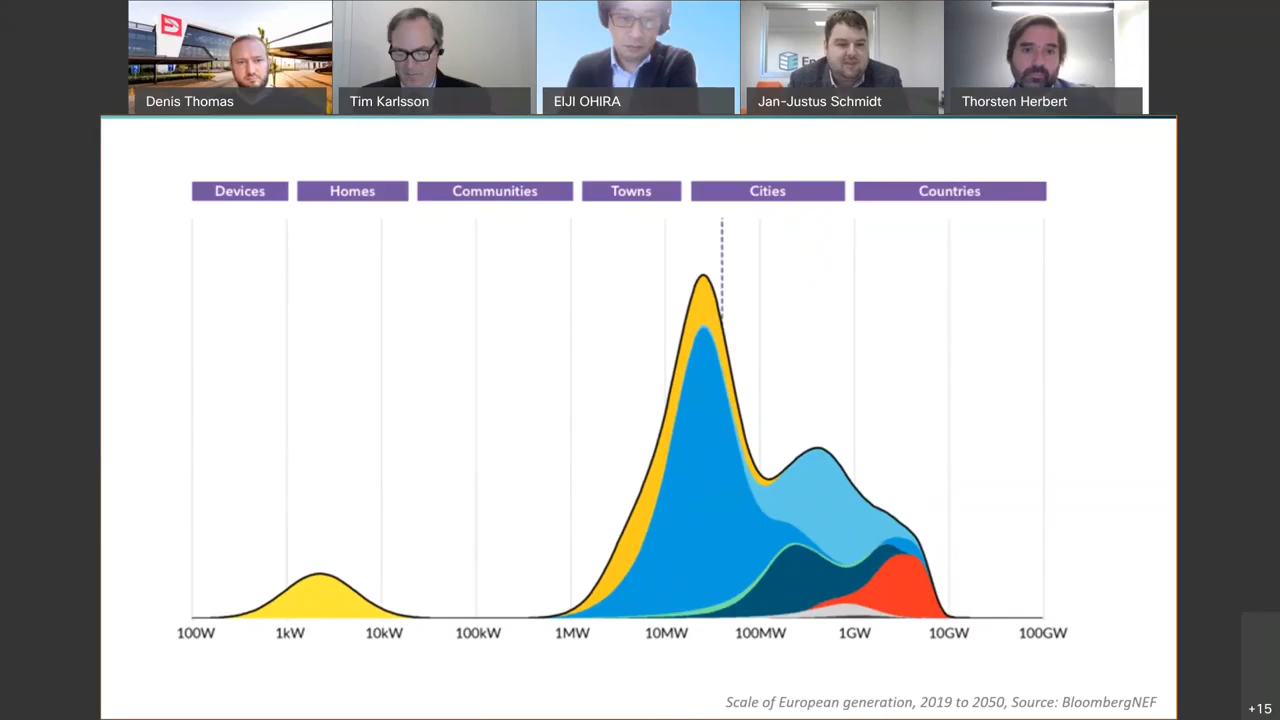 En
Denis Thomas
Tim Karlsson
EIJI OHIRA
Jan-Justus Schmidt
Thorsten Herbert
Devices
Homes
Communities
Towns
Cities
Countries
100W
1kW
10kW
100kW
1MW
10MW
100MW
1GW
10GW
100GW
Scale of European generation, 2019 to 2050, Source: BloombergNEF
+15